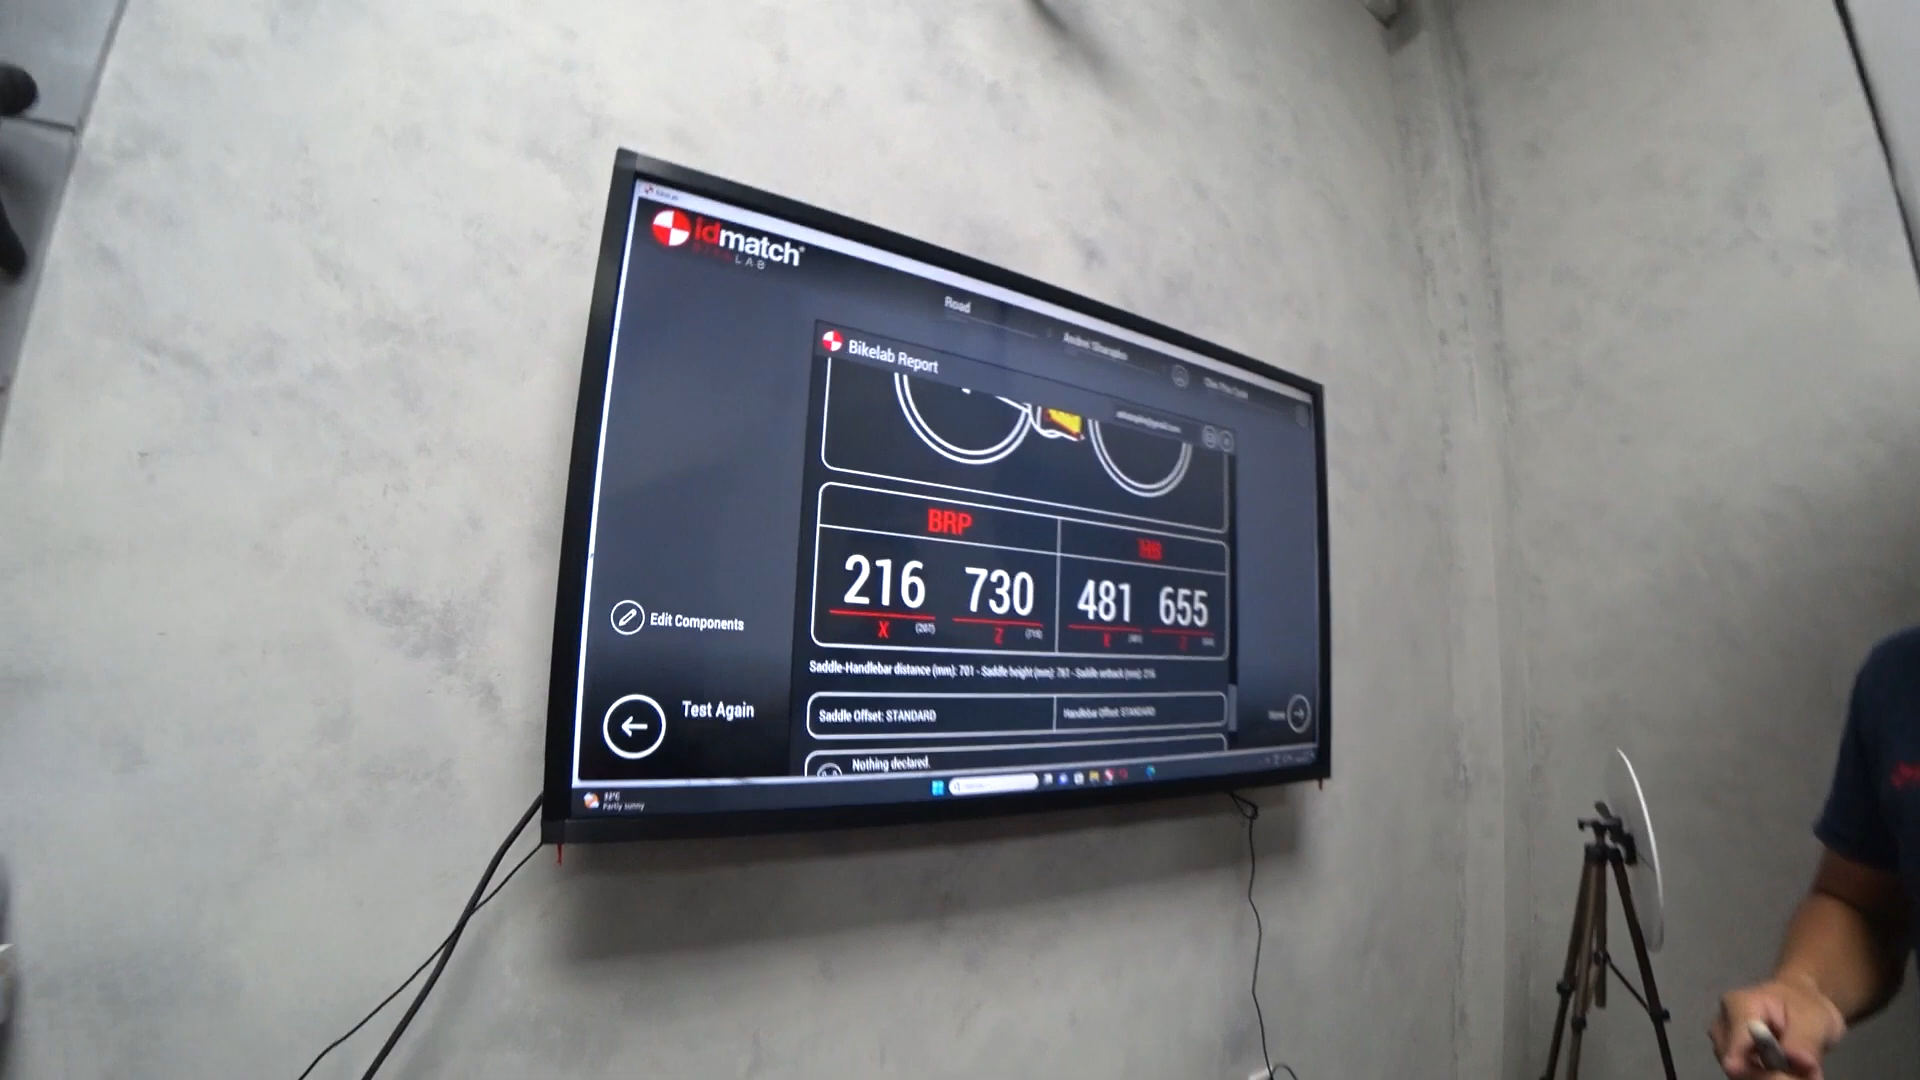 idmatch
LAB
Road
Bikelab Report
BRP
216 730 481 655
X Z X Z
Saddle-Handlebar distance (mm): 701 - Saddle height (mm): 761 - Saddle setback (mm): 216
Saddle Offset: STANDARD
Handlebar Offset: STANDARD
Nothing declared.
Edit Components
Test Again
Partly sunny